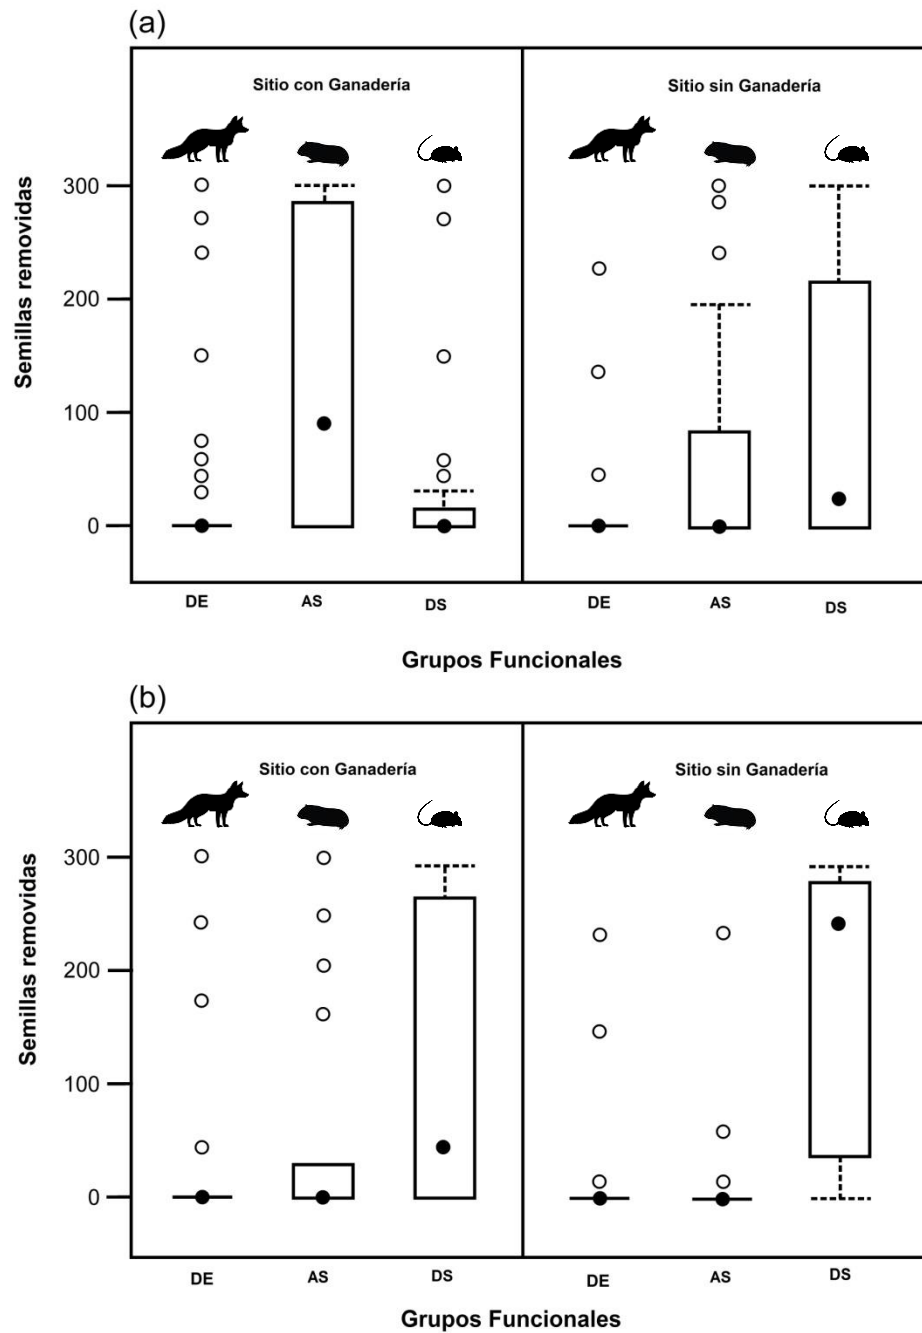 (a)
Sitio con Ganadería
Sitio sin Ganadería
Semillas removidas
300
200
100
0
DE
AS
DS
DE
AS
DS
Grupos Funcionales
(b)
Sitio con Ganadería
Sitio sin Ganadería
Semillas removidas
300
200
100
0
DE
AS
DS
DE
AS
DS
Grupos Funcionales